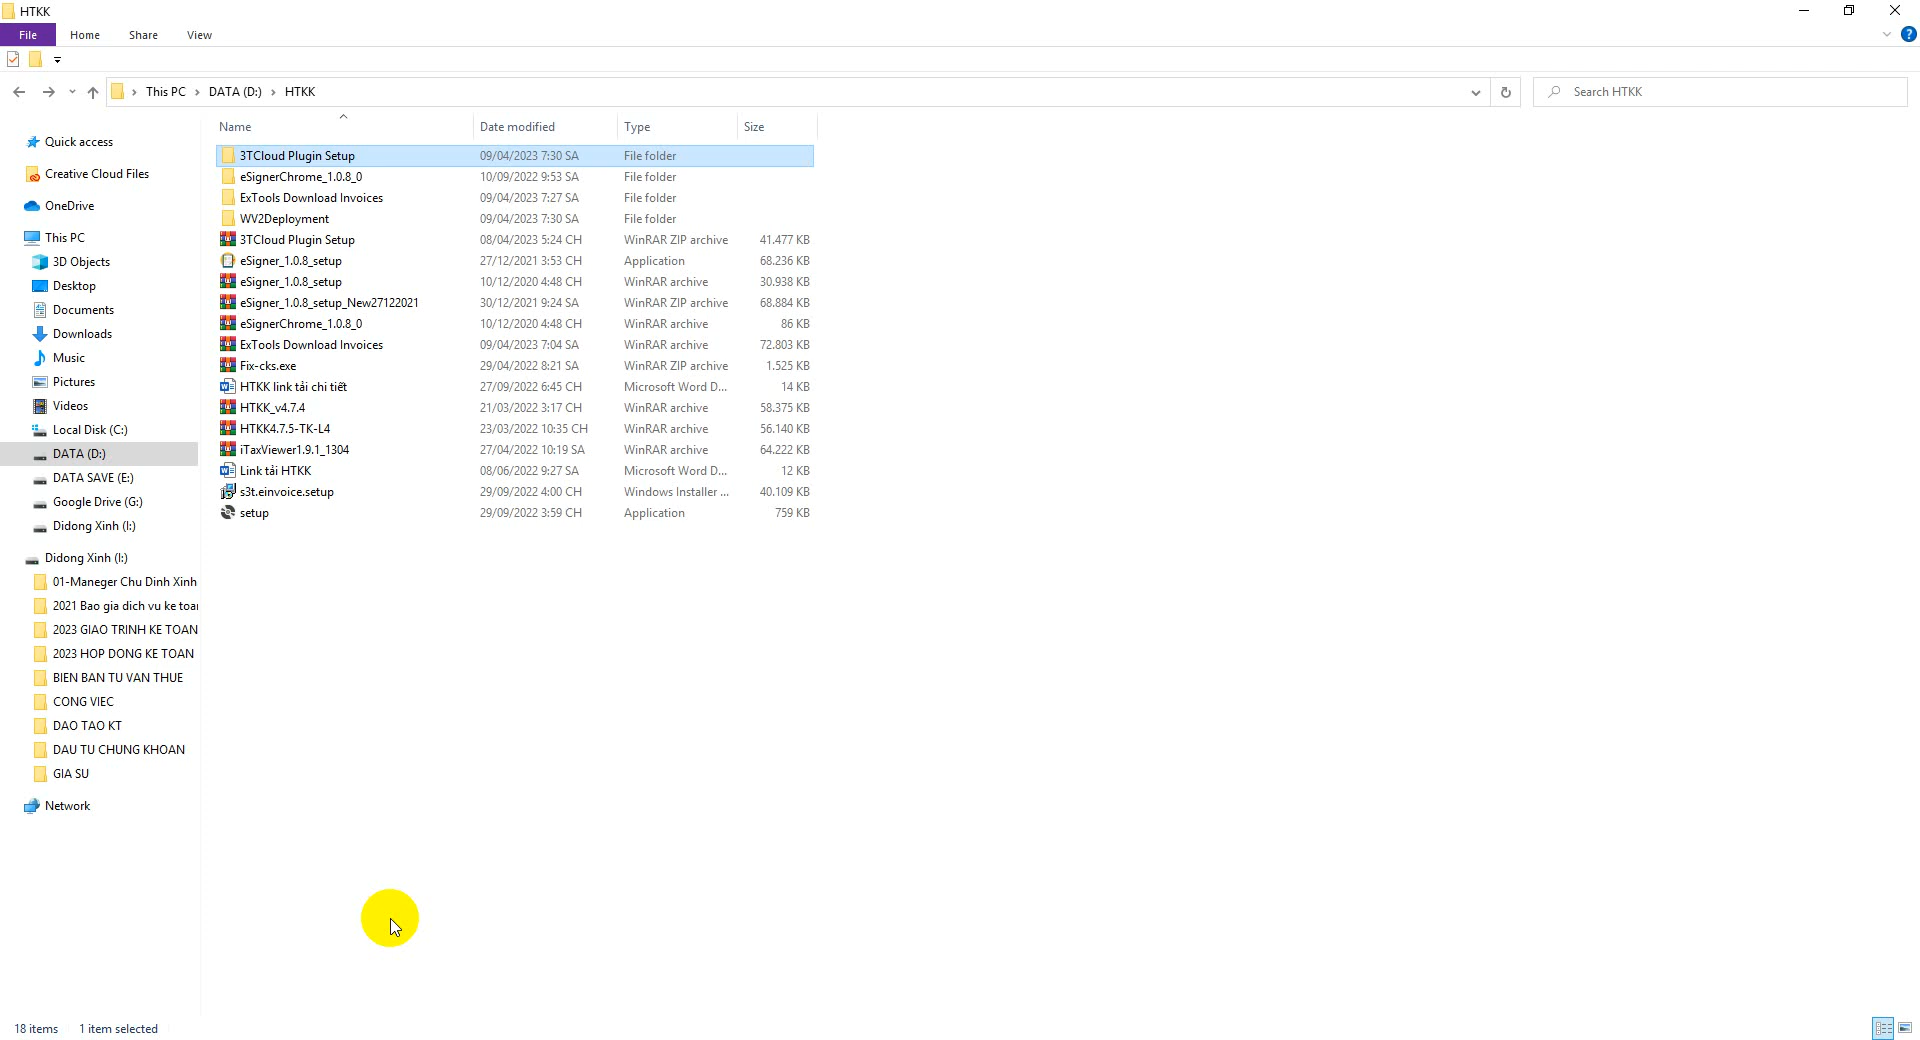 HTKK
File Home Share View
This PC DATA (D:) HTKK
Search HTKK
Name Date modified Type Size
Quick access
Creative Cloud Files
OneDrive
This PC
3D Objects
Desktop
Documents
Downloads
Music
Pictures
Videos
Local Disk (C:)
DATA (D:)
DATA SAVE (E:)
Google Drive (G:)
Didong Xinh (I:)
Didong Xinh (I:)
01-Maneger Chu Dinh Xinh
2021 Bao gia dich vu ke toa
2023 GIAO TRINH KE TOAN
2023 HOP DONG KE TOAN
BIEN BAN TU VAN THUE
CONG VIEC
DAO TAO KT
DAU TU CHUNG KHOAN
GIA SU
Network
3TCloud Plugin Setup 09/04/2023 7:30 SA File folder
eSignerChrome_1.0.8_0 10/09/2022 9:53 SA File folder
ExTools Download Invoices 09/04/2023 7:27 SA File folder
WV2Deployment 09/04/2023 7:30 SA File folder
3TCloud Plugin Setup 08/04/2023 5:24 CH WinRAR ZIP archive 41.477 KB
eSigner_1.0.8_setup 27/12/2021 3:53 CH Application 68.236 KB
eSigner_1.0.8_setup 10/12/2020 4:48 CH WinRAR archive 30.938 KB
eSigner_1.0.8_setup_New27122021 30/12/2021 9:24 SA WinRAR ZIP archive 68.884 KB
eSignerChrome_1.0.8_0 10/12/2020 4:48 CH WinRAR archive 86 KB
ExTools Download Invoices 09/04/2023 7:04 SA WinRAR archive 72.803 KB
Fix-cks.exe 29/04/2022 8:21 SA WinRAR ZIP archive 1.525 KB
HTKK link tải chi tiết 27/09/2022 6:45 CH Microsoft Word D... 14 KB
HTKK_v4.7.4 21/03/2022 3:17 CH WinRAR archive 58.375 KB
HTKK4.7.5-TK-L4 23/03/2022 10:35 CH WinRAR archive 56.140 KB
iTaxViewer1.9.1_1304 27/04/2022 10:19 SA WinRAR archive 64.222 KB
Link tải HTKK 08/06/2022 9:27 SA Microsoft Word D... 12 KB
s3t.einvoice.setup 29/09/2022 4:00 CH Windows Installer ... 40.109 KB
setup 29/09/2022 3:59 CH Application 759 KB
18 items 1 item selected